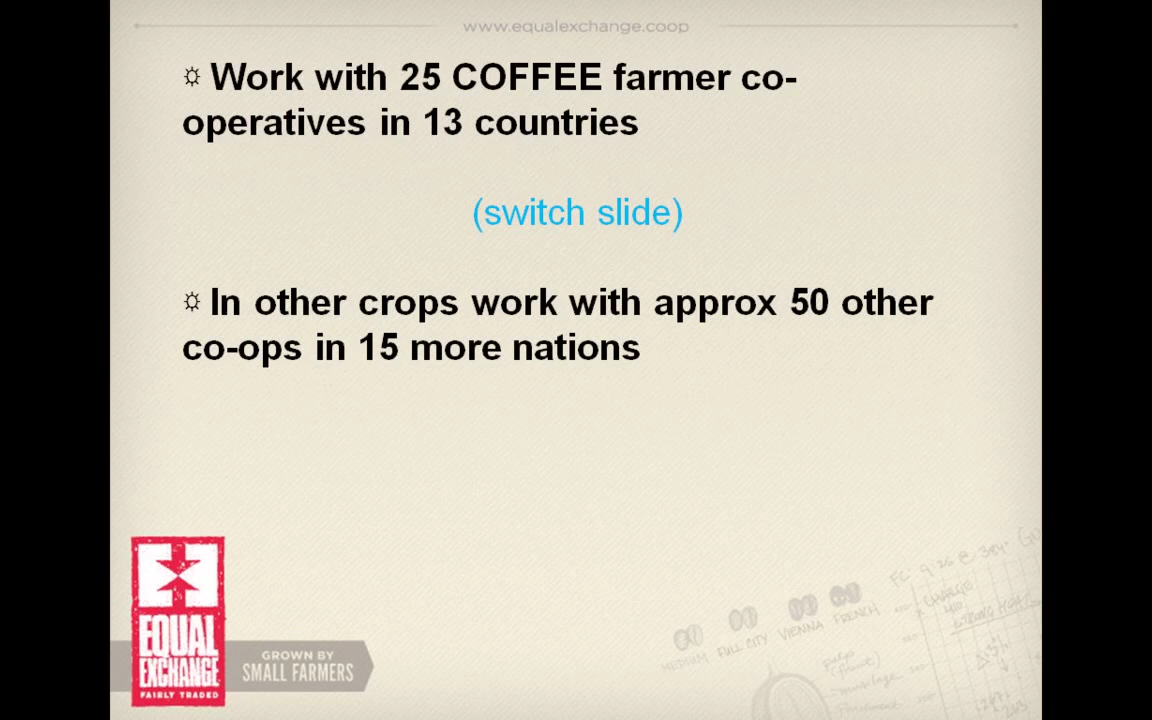 www.equalexchange.coop
☼ Work with 25 COFFEE farmer co-
operatives in 13 countries
(switch slide)
☼ In other crops work with approx 50 other
co-ops in 15 more nations
EQUAL
EXCHANGE
FAIRLY TRADED
GROWN BY
SMALL FARMERS
MEDIUM FULL CITY VIENNA FRENCH